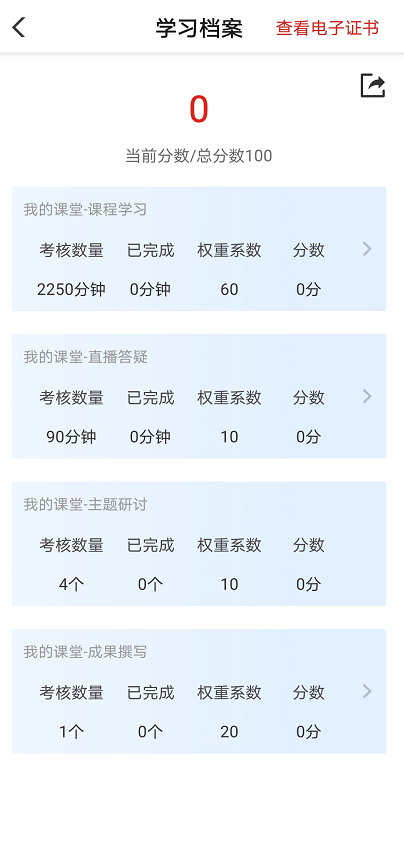 学习档案 查看电子证书
0
当前分数/总分数100
我的课堂-课程学习
考核数量 已完成 权重系数 分数
2250分钟 0分钟 60 0分
我的课堂-直播答疑
考核数量 已完成 权重系数 分数
90分钟 0分钟 10 0分
我的课堂-主题研讨
考核数量 已完成 权重系数 分数
4个 0个 10 0分
我的课堂-成果撰写
考核数量 已完成 权重系数 分数
1个 0个 20 0分